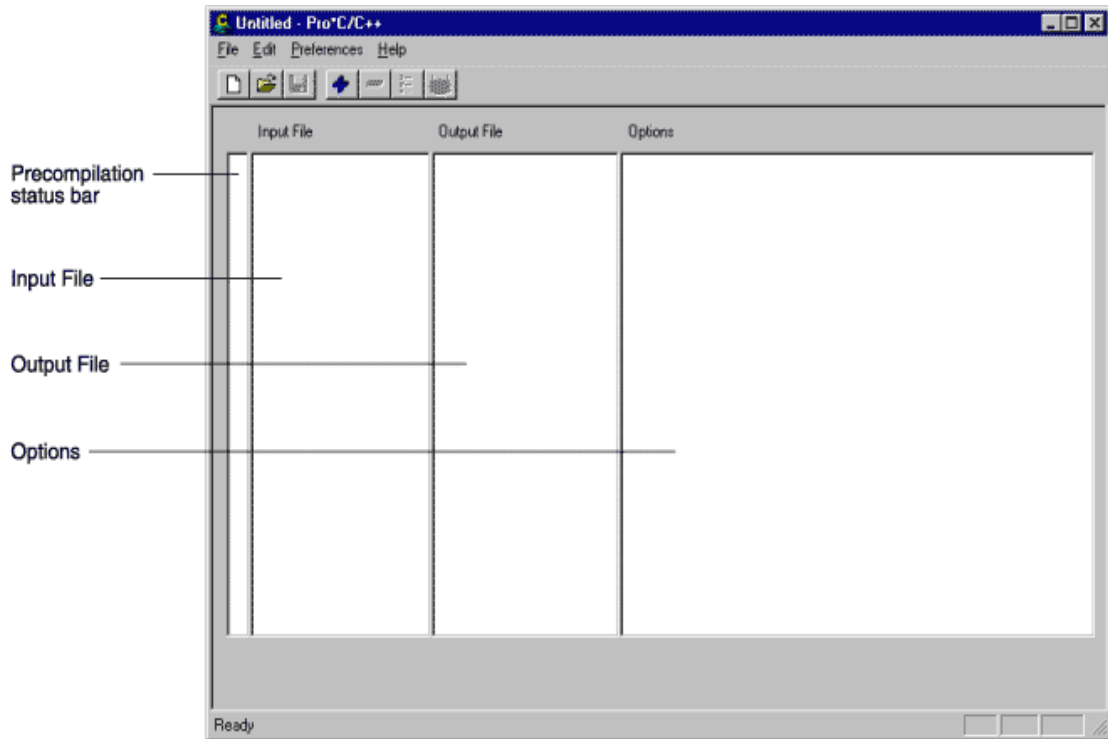 Untitled - Pro*C/C++
File Edit Preferences Help
Input File Output File Options
Precompilation
status bar
Input File
Output File
Options
Ready